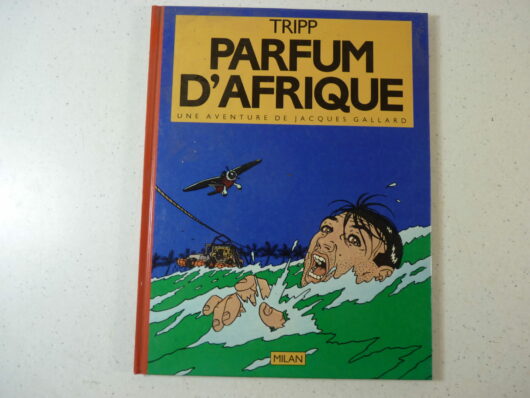 TRIPP
PARFUM
D'AFRIQUE
UNE AVENTURE DE JACQUES GALLARD
MILAN